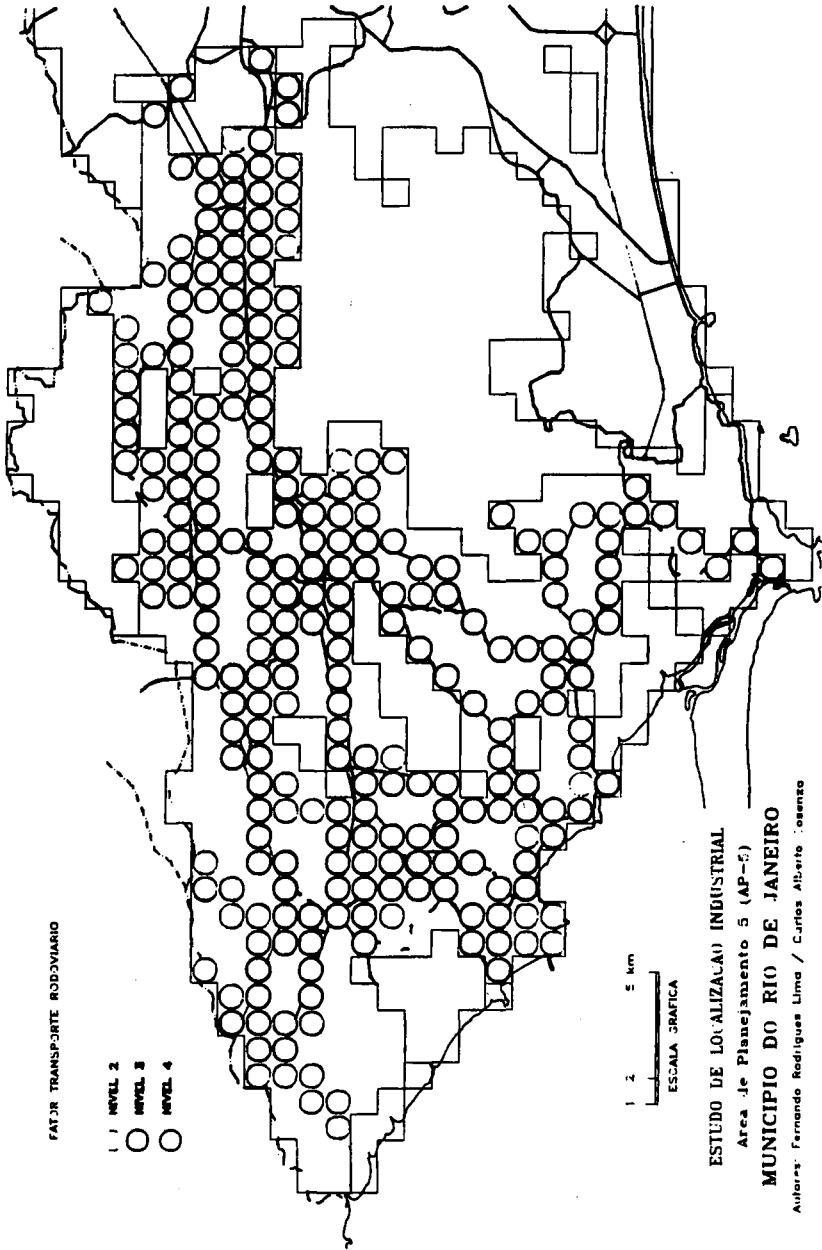 FATOR TRANSPORTE RODOVIARIO
NIVEL 2
NIVEL 3
NIVEL 4
1 2 5 km
ESCALA GRAFICA
ESTUDO DE LOCALIZACAO INDUSTRIAL
Area de Planejamento 5 (AP-5)
MUNICIPIO DO RIO DE JANEIRO
Autores: Fernando Rodrigues Lima / Carlos Alberto Cosenza